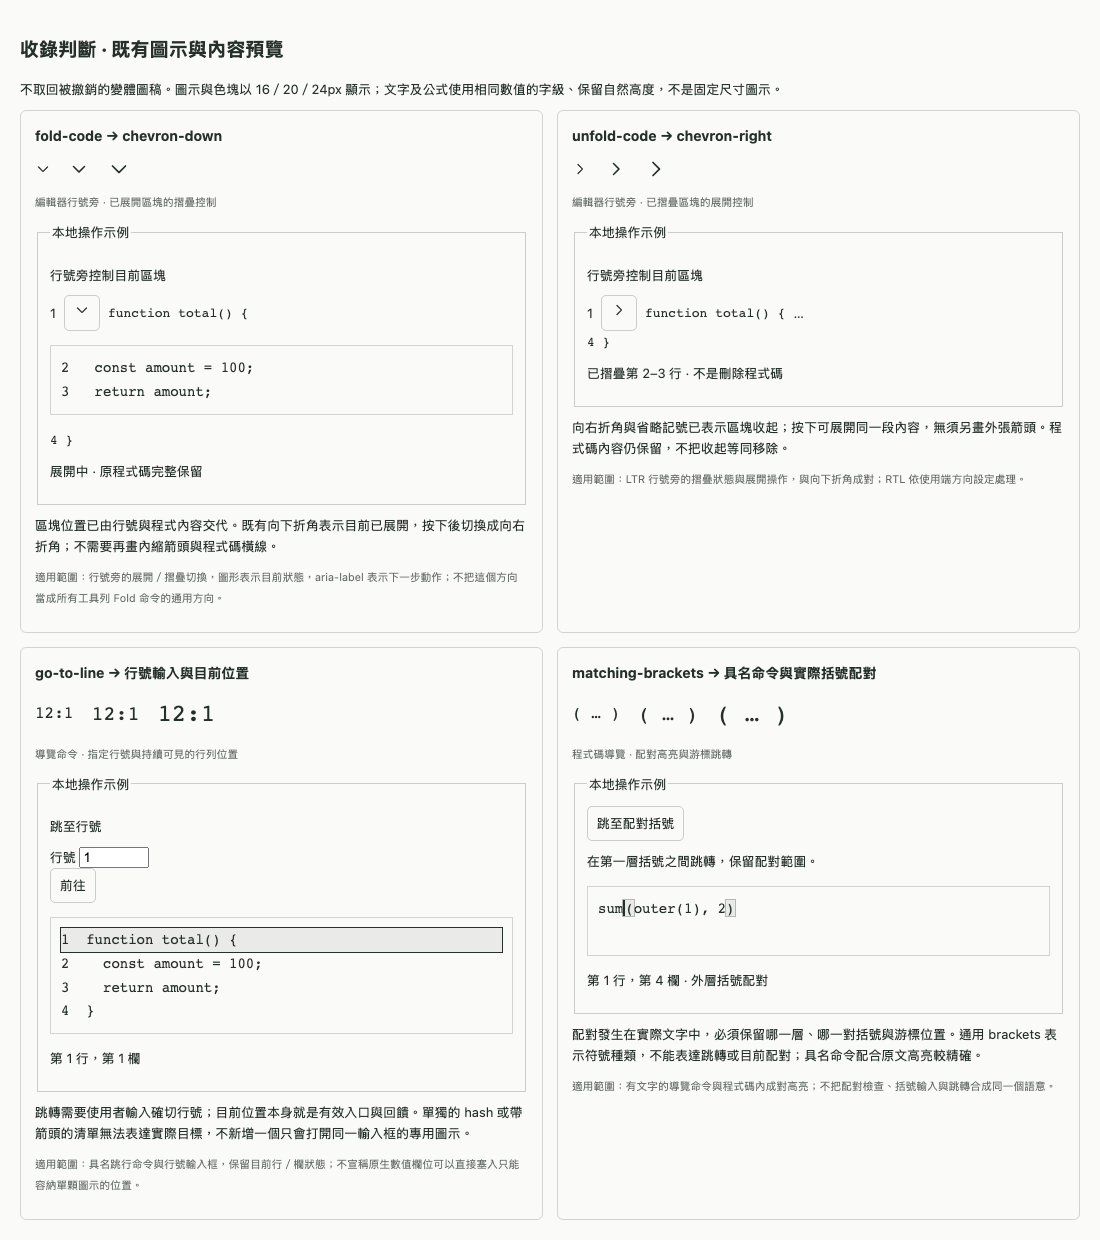 收錄判斷 · 既有圖示與內容預覽
不取回被撤銷的變體圖稿。圖示與色塊以 16 / 20 / 24px 顯示；文字及公式使用相同數值的字級、保留自然高度，不是固定尺寸圖示。
fold-code → chevron-down
編輯器行號旁 · 已展開區塊的摺疊控制
本地操作示例
行號旁控制目前區塊
1 function total() {
2 const amount = 100;
3 return amount;
4 }
展開中 · 原程式碼完整保留
區塊位置已由行號與程式內容交代。既有向下折角表示目前已展開，按下後切換成向右
折角；不需要再畫內縮箭頭與程式碼橫線。
適用範圍：行號旁的展開 / 摺疊切換，圖形表示目前狀態，aria-label 表示下一步動作；不把這個方向
當成所有工具列 Fold 命令的通用方向。
unfold-code → chevron-right
編輯器行號旁 · 已摺疊區塊的展開控制
本地操作示例
行號旁控制目前區塊
1 function total() { …
4 }
已摺疊第 2–3 行 · 不是刪除程式碼
向右折角與省略記號已表示區塊收起；按下可展開同一段內容，無須另畫外張箭頭。程
式碼內容仍保留，不把收起等同移除。
適用範圍：LTR 行號旁的摺疊狀態與展開操作，與向下折角成對；RTL 依使用端方向設定處理。
go-to-line → 行號輸入與目前位置
12:1 12:1 12:1
導覽命令 · 指定行號與持續可見的行列位置
本地操作示例
跳至行號
行號 1
前往
1 function total() {
2 const amount = 100;
3 return amount;
4 }
第 1 行，第 1 欄
跳轉需要使用者輸入確切行號；目前位置本身就是有效入口與回饋。單獨的 hash 或帶
箭頭的清單無法表達實際目標，不新增一個只會打開同一輸入框的專用圖示。
適用範圍：具名跳行命令與行號輸入框，保留目前行 / 欄狀態；不宣稱原生數值欄位可以直接塞入只能
容納單顆圖示的位置。
matching-brackets → 具名命令與實際括號配對
( … ) ( … ) ( … )
程式碼導覽 · 配對高亮與游標跳轉
本地操作示例
跳至配對括號
在第一層括號之間跳轉，保留配對範圍。
sum(outer(1), 2)
第 1 行，第 4 欄 · 外層括號配對
配對發生在實際文字中，必須保留哪一層、哪一對括號與游標位置。通用 brackets 表
示符號種類，不能表達跳轉或目前配對；具名命令配合原文高亮較精確。
適用範圍：有文字的導覽命令與程式碼內成對高亮；不把配對檢查、括號輸入與跳轉合成同一個語意。